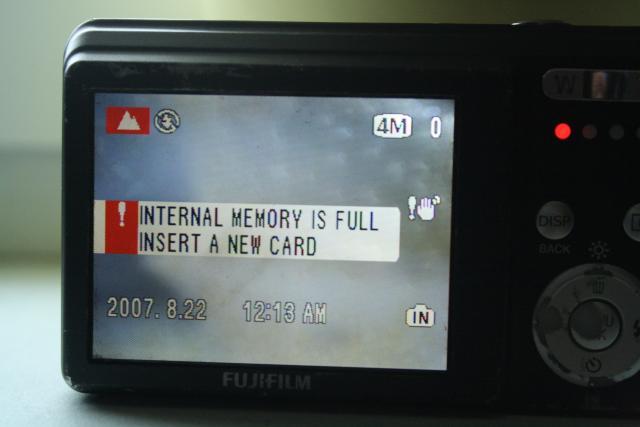 4M 0
W
INTERNAL MEMORY IS FULL
INSERT A NEW CARD
DISP
BACK
2007. 8.22 12:13 AM
IN
FUJIFILM